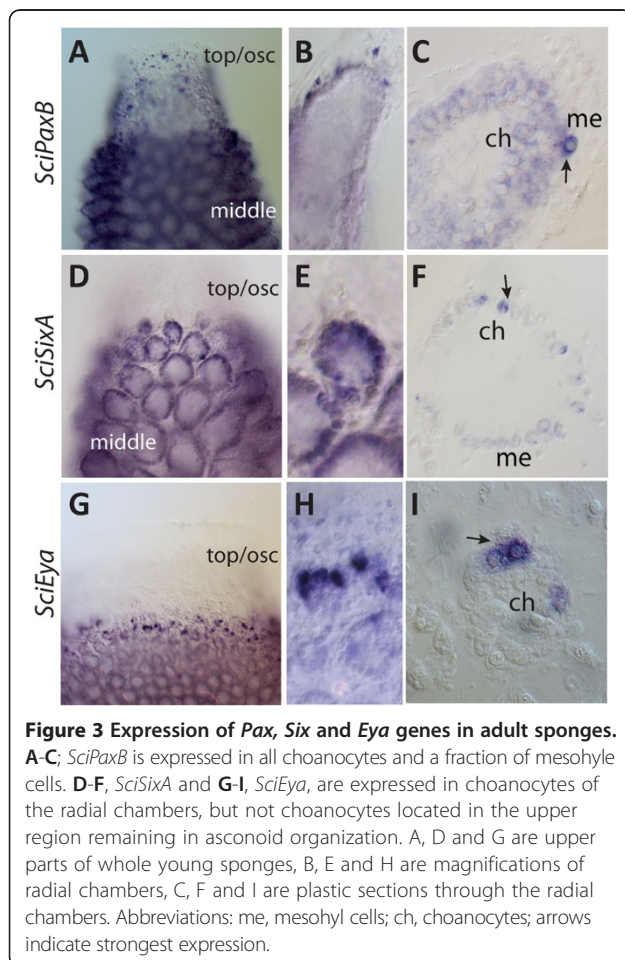 A
top/osc
B
C
me
ch
SciPaxB
middle
D
top/osc
E
F
ch
SciSixA
middle
me
G
top/osc
H
I
ch
SciEya
Figure 3 Expression of Pax, Six and Eya genes in adult sponges.
A-C; SciPaxB is expressed in all choanocytes and a fraction of mesohyle
cells. D-F, SciSixA and G-I, SciEya, are expressed in choanocytes of
the radial chambers, but not choanocytes located in the upper
region remaining in asconoid organization. A, D and G are upper
parts of whole young sponges, B, E and H are magnifications of
radial chambers, C, F and I are plastic sections through the radial
chambers. Abbreviations: me, mesohyl cells; ch, choanocytes; arrows
indicate strongest expression.